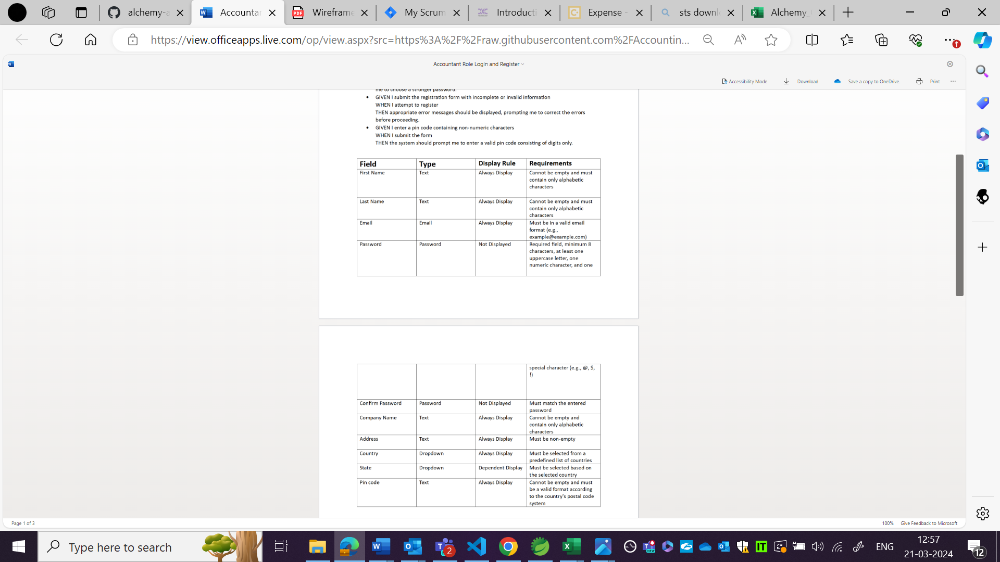 alchemy-a
Accountan
Wireframe
My Scrum
Introducti
Expense -
sts downl
Alchemy_
https://view.officeapps.live.com/op/view.aspx?src=https%3A%2F%2Fraw.githubusercontent.com%2FAccountin...
Accountant Role Login and Register
Accessibility Mode Download Save a copy to OneDrive. Print ...
me to choose a stronger password.
• GIVEN I submit the registration form with incomplete or invalid information
WHEN I attempt to register
THEN appropriate error messages should be displayed, prompting me to correct the errors
before proceeding.
• GIVEN I enter a pin code containing non-numeric characters
WHEN I submit the form
THEN the system should prompt me to enter a valid pin code consisting of digits only.
Field Type Display Rule Requirements
First Name Text Always Display Cannot be empty and must
contain only alphabetic
characters
Last Name Text Always Display Cannot be empty and must
contain only alphabetic
characters
Email Email Always Display Must be in a valid email
format (e.g.,
example@example.com)
Password Password Not Displayed Required field, minimum 8
characters, at least one
uppercase letter, one
numeric character, and one
special character (e.g., @, $,
!)
Confirm Password Password Not Displayed Must match the entered
password
Company Name Text Always Display Cannot be empty and
contain only alphabetic
characters
Address Text Always Display Must be non-empty
Country Dropdown Always Display Must be selected from a
predefined list of countries
State Dropdown Dependent Display Must be selected based on
the selected country
Pin code Text Always Display Cannot be empty and must
be a valid format according
to the country's postal code
system
Page 1 of 3
100% Give Feedback to Microsoft
Type here to search
2
ENG
12:57
21-03-2024
12